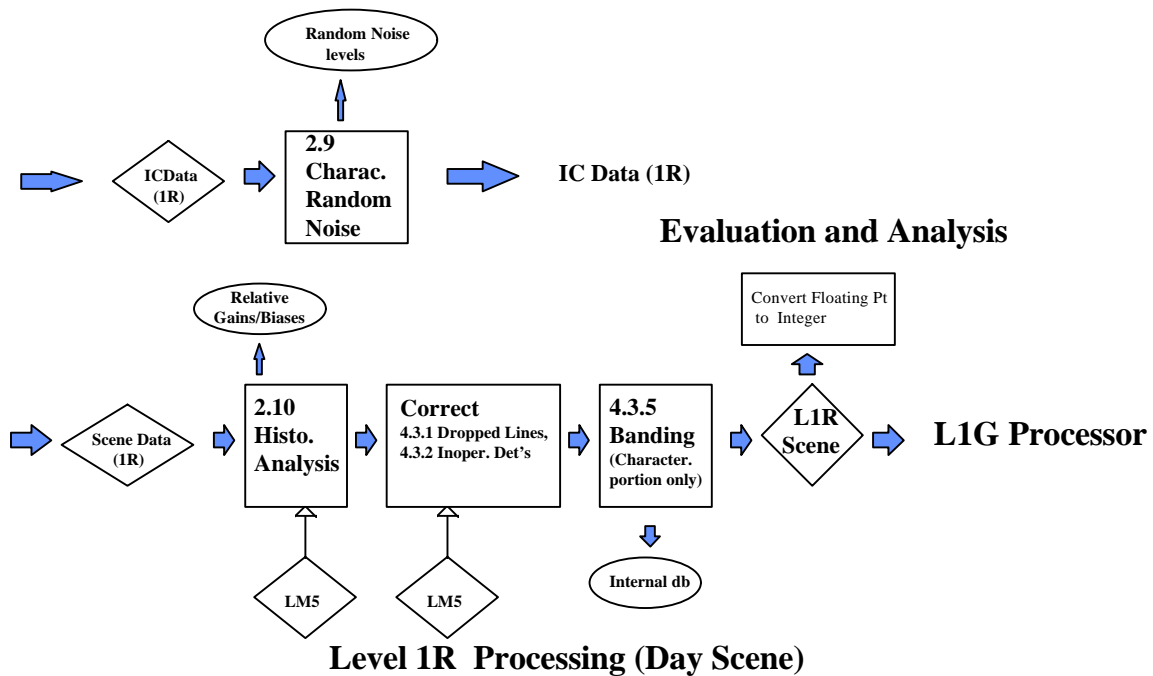 Random Noise
levels
2.9
Charac.
Random
Noise
ICData
(1R)
IC Data (1R)
Evaluation and Analysis
Relative
Gains/Biases
Convert Floating Pt
to Integer
2.10
Histo.
Analysis
Correct
4.3.1 Dropped Lines,
4.3.2 Inoper. Det's
4.3.5
Banding
(Character.
portion only)
L1R
Scene
L1G Processor
Scene Data
(1R)
LM5
LM5
Internal db
Level 1R Processing (Day Scene)